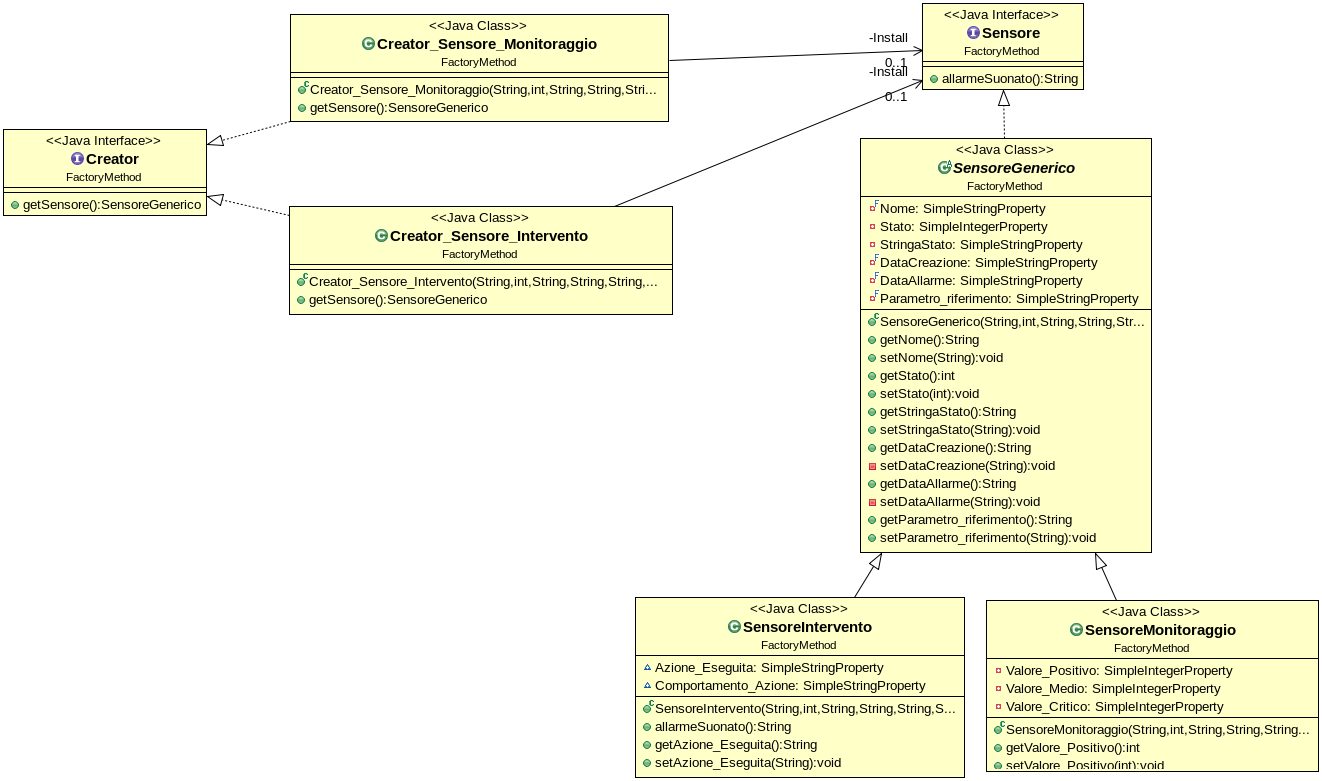 <<Java Class>>
Creator_Sensore_Monitoraggio
FactoryMethod
Creator_Sensore_Monitoraggio(String,int,String,String,Stri...
getSensore():SensoreGenerico
-Install
0..1
-Install
0..1
<<Java Interface>>
Sensore
FactoryMethod
allarmeSuonato():String
<<Java Interface>>
Creator
FactoryMethod
getSensore():SensoreGenerico
<<Java Class>>
Creator_Sensore_Intervento
FactoryMethod
Creator_Sensore_Intervento(String,int,String,String,String,...
getSensore():SensoreGenerico
<<Java Class>>
SensoreGenerico
FactoryMethod
Nome: SimpleStringProperty
Stato: SimpleIntegerProperty
StringaStato: SimpleStringProperty
DataCreazione: SimpleStringProperty
DataAllarme: SimpleStringProperty
Parametro_riferimento: SimpleStringProperty
SensoreGenerico(String,int,String,String,Str...
getNome():String
setNome(String):void
getStato():int
setStato(int):void
getStringaStato():String
setStringaStato(String):void
getDataCreazione():String
setDataCreazione(String):void
getDataAllarme():String
setDataAllarme(String):void
getParametro_riferimento():String
setParametro_riferimento(String):void
<<Java Class>>
SensoreIntervento
FactoryMethod
Azione_Eseguita: SimpleStringProperty
Comportamento_Azione: SimpleStringProperty
SensoreIntervento(String,int,String,String,String,S...
allarmeSuonato():String
getAzione_Eseguita():String
setAzione_Eseguita(String):void
<<Java Class>>
SensoreMonitoraggio
FactoryMethod
Valore_Positivo: SimpleIntegerProperty
Valore_Medio: SimpleIntegerProperty
Valore_Critico: SimpleIntegerProperty
SensoreMonitoraggio(String,int,String,String,String...
getValore_Positivo():int
setValore_Positivo(int):void